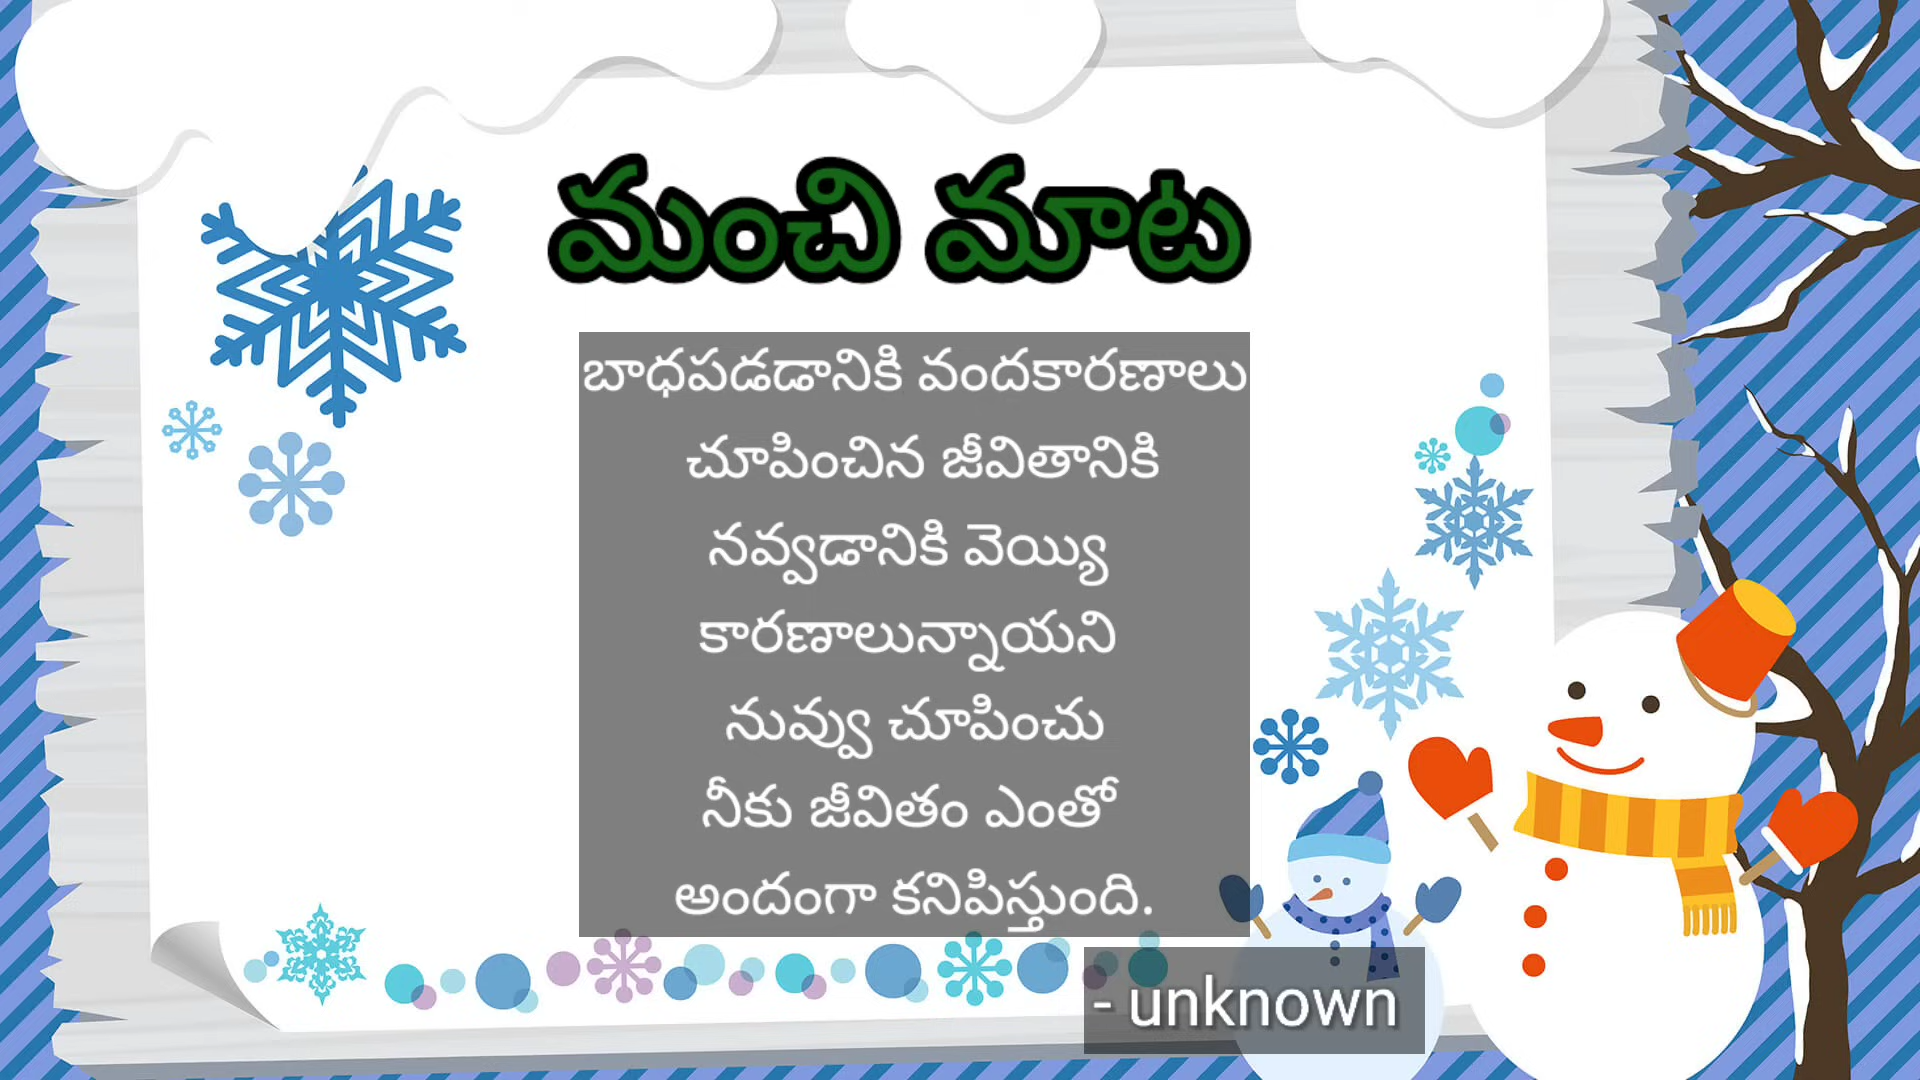 మంచి మాట
బాధపడడానికి వందకారణాలు
చూపించిన జీవితానికి
నవ్వడానికి వెయ్యి
కారణాలున్నాయని
నువ్వు చూపించు
నీకు జీవితం ఎంతో
అందంగా కనిపిస్తుంది.
- unknown